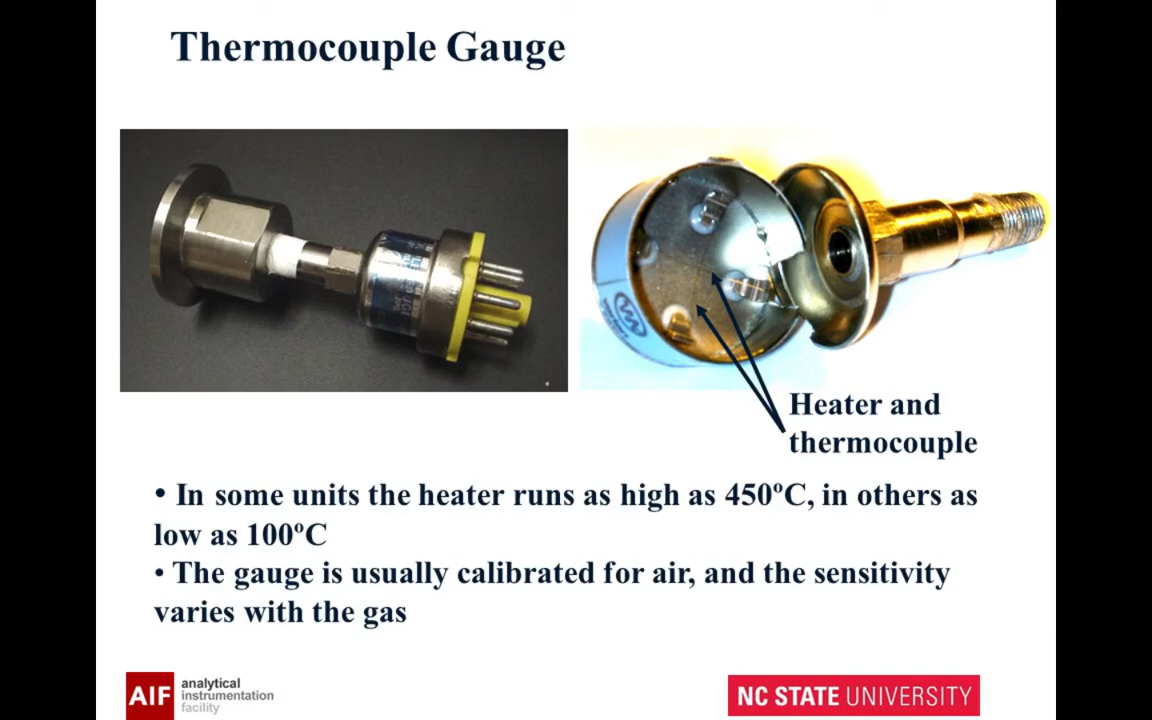 Thermocouple Gauge
Heater and
thermocouple
• In some units the heater runs as high as 450ºC, in others as
low as 100ºC
• The gauge is usually calibrated for air, and the sensitivity
varies with the gas
AIF
analytical
instrumentation
facility
NC STATE UNIVERSITY